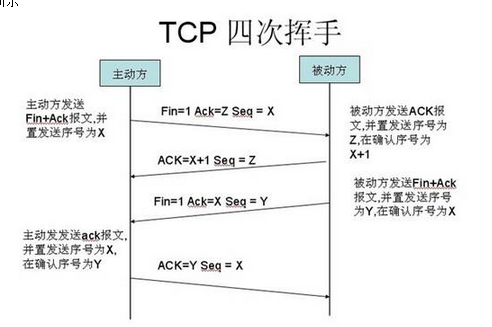 TCP 四次挥手
主动方
被动方
主动方发送
Fin+Ack报文,并
置发送序号为X
Fin=1 Ack=Z Seq = X
被动方发送ACK报
文,并置发送序号为
Z,在确认序号为
X+1
ACK=X+1 Seq = Z
被动方发送Fin+Ack
报文,并置发送序号
为Y,在确认序号为X
Fin=1 Ack=X Seq = Y
主动发发送ack报文,
并置发送序号为X,
在确认序号为Y
ACK=Y Seq = X